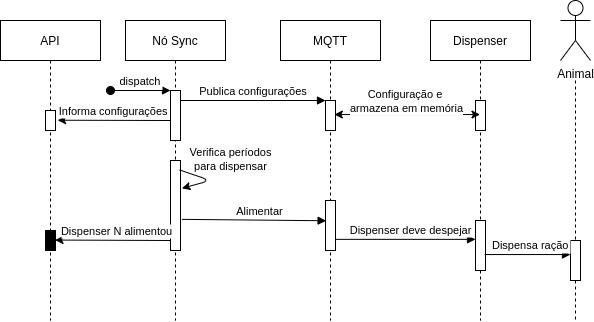 API
Nó Sync
MQTT
Dispenser
Animal
dispatch
Publica configurações
Configuração e
armazena em memória
Informa configurações
Verifica períodos
para dispensar
Alimentar
Dispenser N alimentou
Dispenser deve despejar
Dispensa ração